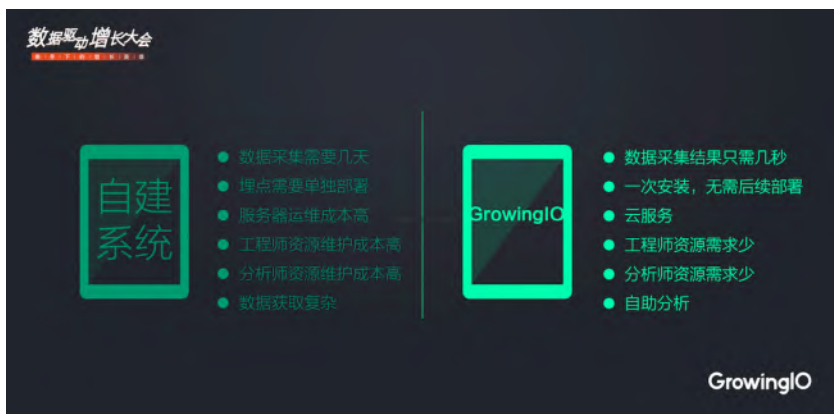 数据驱动增长大会
自建
系统
数据采集需要几天
埋点需要单独部署
服务器运维成本高
工程师资源维护成本高
分析师资源维护成本高
数据获取复杂
GrowingIO
数据采集结果只需几秒
一次安装，无需后续部署
云服务
工程师资源需求少
分析师资源需求少
自助分析
GrowingIO